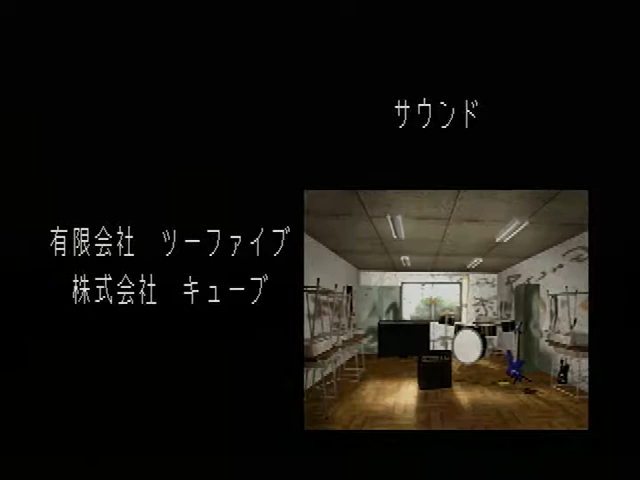 サウンド
有限会社　ツーファイブ
株式会社　キューブ